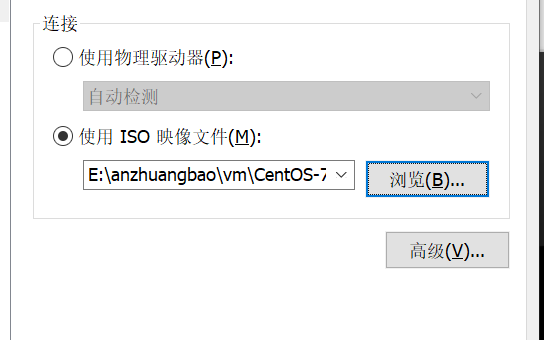 连接
使用物理驱动器(P):
自动检测
使用 ISO 映像文件(M):
E:\anzhuangbao\vm\CentOS-7
浏览(B)...
高级(V)...